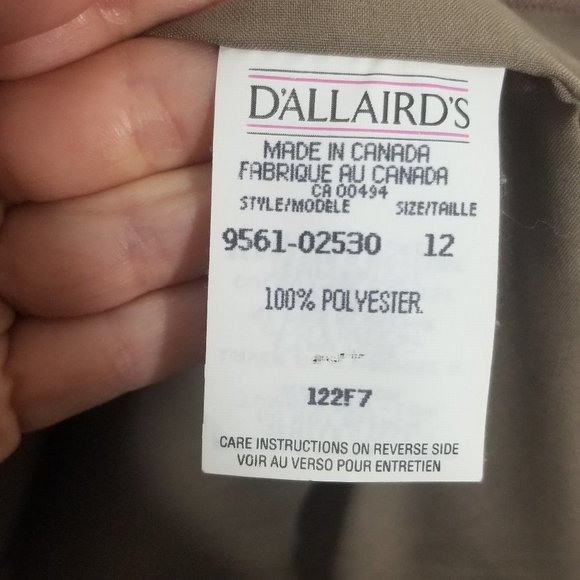 D'ALLAIRD'S
MADE IN CANADA
FABRIQUE AU CANADA
CA 00494
STYLE/MODÈLE SIZE/TAILLE
9561-02530 12
100% POLYESTER.
122F7
CARE INSTRUCTIONS ON REVERSE SIDE
VOIR AU VERSO POUR ENTRETIEN